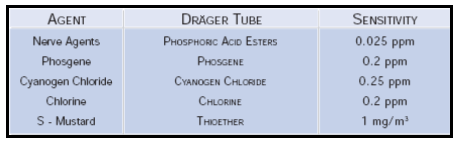 AGENT DRÄGER TUBE SENSITIVITY
Nerve Agents PHOSPHORIC ACID ESTERS 0.025 ppm
Phosgene PHOSGENE 0.2 ppm
Cyanogen Chloride CYANOGEN CHLORIDE 0.25 ppm
Chlorine CHLORINE 0.2 ppm
S - Mustard THIOETHER 1 mg/m³